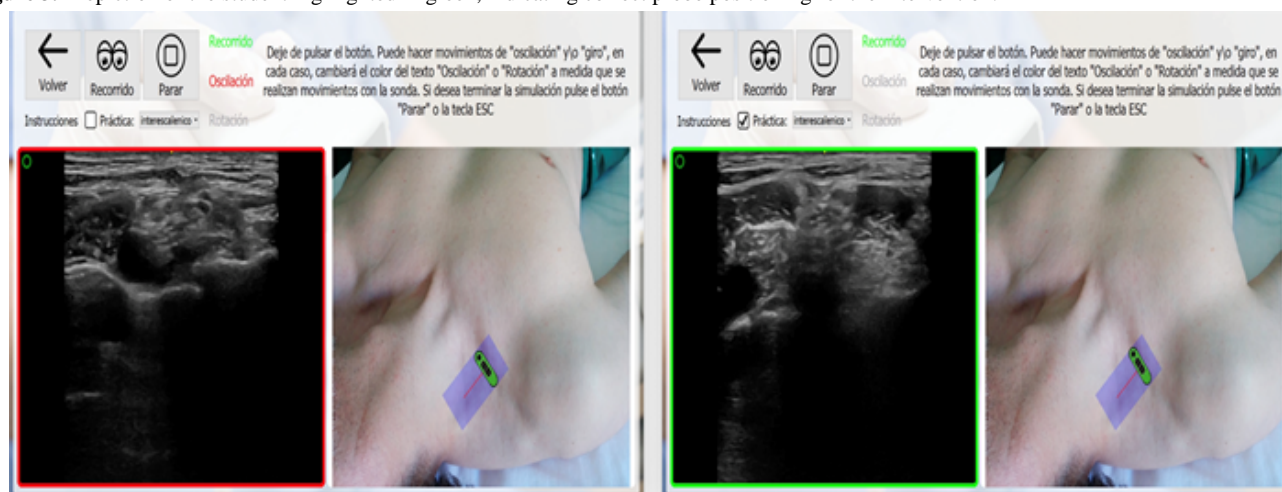 Volver
Recorrido
Parar
Recorrido
Oscilación
Rotación
Deje de pulsar el botón. Puede hacer movimientos de "oscilación" y\o "giro", en
cada caso, cambiará el color del texto "Oscilación" o "Rotación" a medida que se
realizan movimientos con la sonda. Si desea terminar la simulación pulse el botón
"Parar" o la tecla ESC
Instrucciones Práctica: interescalenico
Volver
Recorrido
Parar
Recorrido
Oscilación
Rotación
Deje de pulsar el botón. Puede hacer movimientos de "oscilación" y\o "giro", en
cada caso, cambiará el color del texto "Oscilación" o "Rotación" a medida que se
realizan movimientos con la sonda. Si desea terminar la simulación pulse el botón
"Parar" o la tecla ESC
Instrucciones Práctica: interescalenico